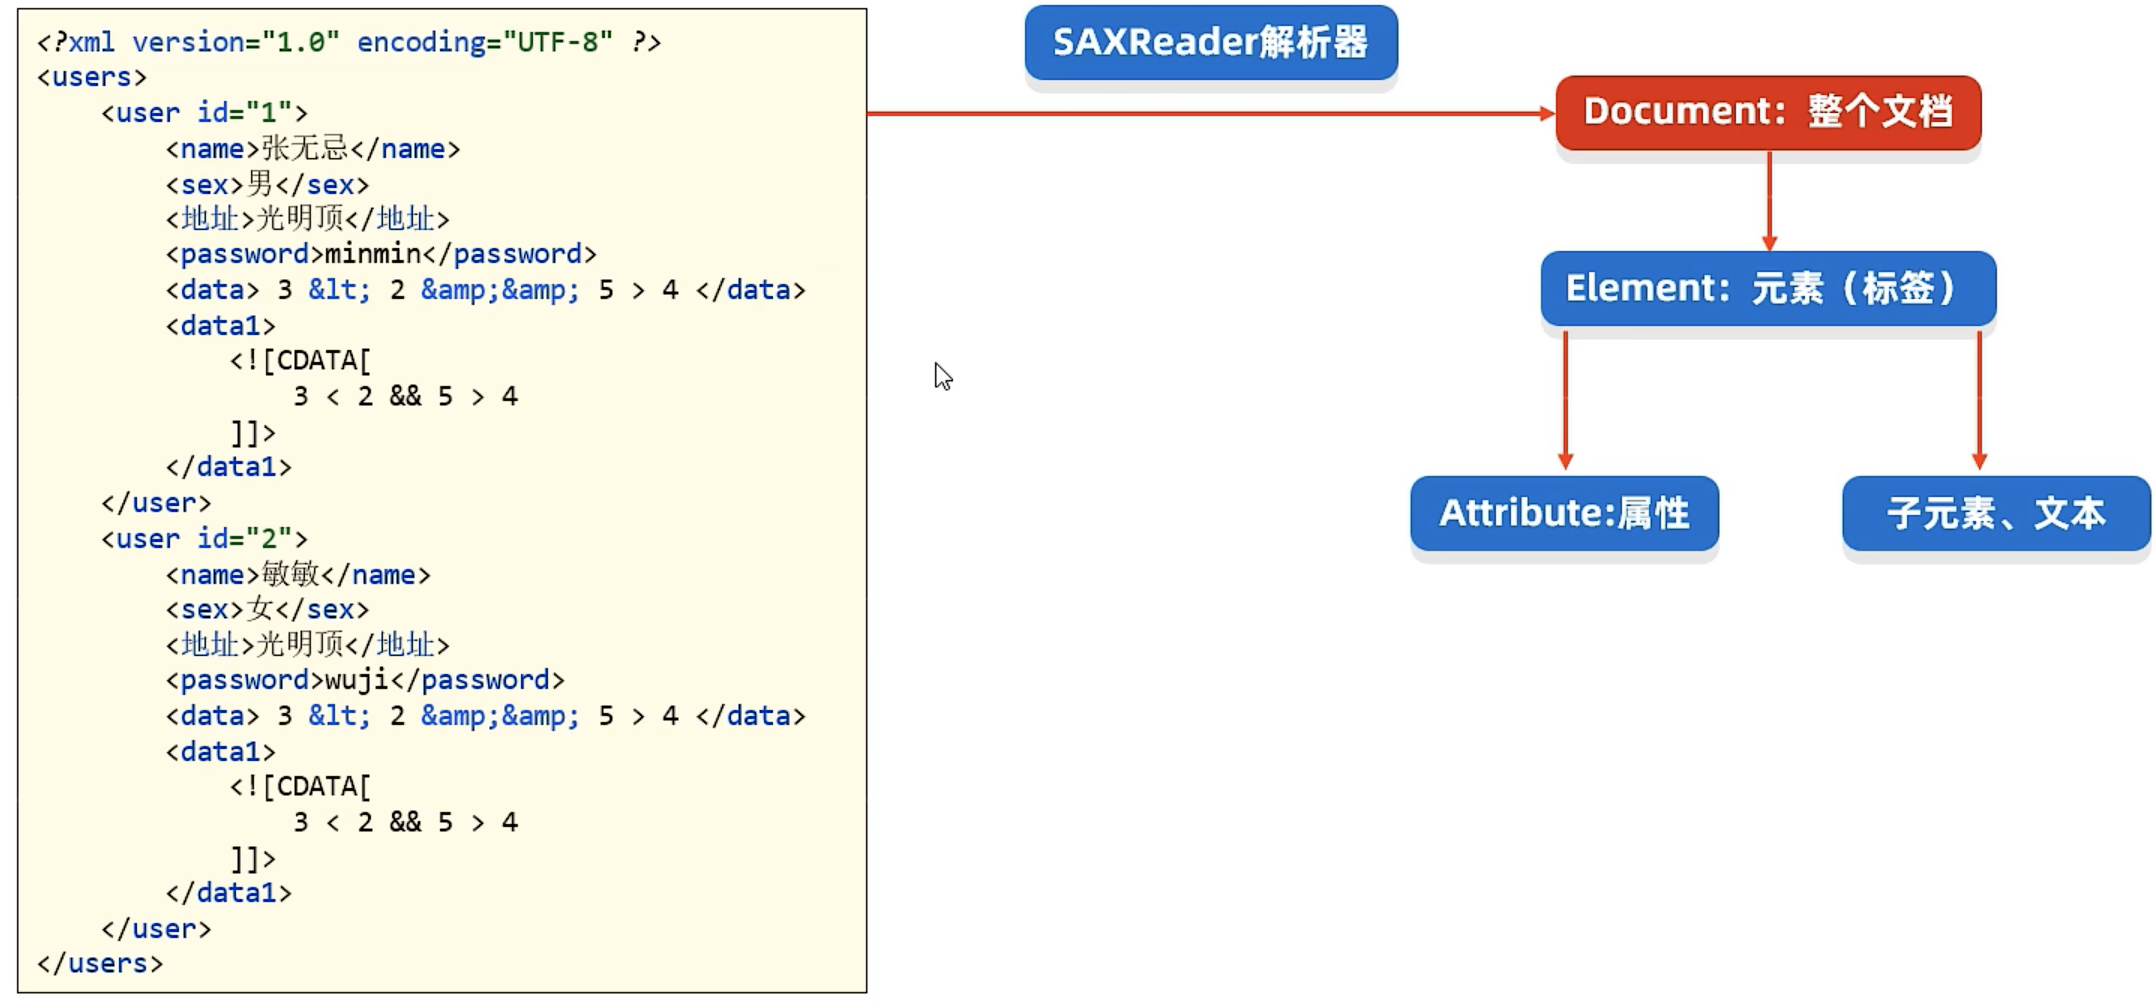 <?xml version="1.0" encoding="UTF-8" ?>
<users>
    <user id="1">
        <name>张无忌</name>
        <sex>男</sex>
        <地址>光明顶</地址>
        <password>minmin</password>
        <data> 3 &lt; 2 &amp;&amp; 5 > 4 </data>
        <data1>
            <![CDATA[
                3 < 2 && 5 > 4
            ]]>
        </data1>
    </user>
    <user id="2">
        <name>敏敏</name>
        <sex>女</sex>
        <地址>光明顶</地址>
        <password>wuji</password>
        <data> 3 &lt; 2 &amp;&amp; 5 > 4 </data>
        <data1>
            <![CDATA[
                3 < 2 && 5 > 4
            ]]>
        </data1>
    </user>
</users>
SAXReader解析器
Document：整个文档
Element：元素（标签）
Attribute:属性
子元素、文本